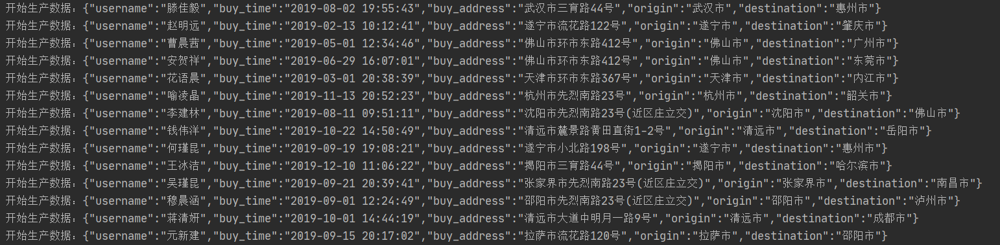 开始生产数据：{"username":"滕佳毅","buy_time":"2019-08-02 19:55:43","buy_address":"武汉市三育路44号","origin":"武汉市","destination":"惠州市"}
开始生产数据：{"username":"赵明远","buy_time":"2019-02-13 10:12:41","buy_address":"遂宁市流花路122号","origin":"遂宁市","destination":"肇庆市"}
开始生产数据：{"username":"曹晨茜","buy_time":"2019-05-01 12:34:46","buy_address":"佛山市环市东路412号","origin":"佛山市","destination":"广州市"}
开始生产数据：{"username":"安贺祥","buy_time":"2019-06-29 16:07:01","buy_address":"佛山市环市东路412号","origin":"佛山市","destination":"东莞市"}
开始生产数据：{"username":"花语晨","buy_time":"2019-03-01 20:38:39","buy_address":"天津市环市东路367号","origin":"天津市","destination":"内江市"}
开始生产数据：{"username":"喻凌晶","buy_time":"2019-11-13 20:52:23","buy_address":"杭州市先烈南路23号","origin":"杭州市","destination":"韶关市"}
开始生产数据：{"username":"李建林","buy_time":"2019-08-11 09:51:11","buy_address":"沈阳市先烈南路23号(近区庄立交)","origin":"沈阳市","destination":"佛山市"}
开始生产数据：{"username":"钱伟洋","buy_time":"2019-10-22 14:50:49","buy_address":"清远市麓景路黄田直街1-2号","origin":"清远市","destination":"岳阳市"}
开始生产数据：{"username":"何瑾昆","buy_time":"2019-09-19 19:08:21","buy_address":"遂宁市小北路198号","origin":"遂宁市","destination":"惠州市"}
开始生产数据：{"username":"王冰洁","buy_time":"2019-12-10 11:06:22","buy_address":"揭阳市三育路44号","origin":"揭阳市","destination":"哈尔滨市"}
开始生产数据：{"username":"吴瑾昆","buy_time":"2019-09-21 20:39:41","buy_address":"张家界市先烈南路23号(近区庄立交)","origin":"张家界市","destination":"南昌市"}
开始生产数据：{"username":"穆晨涵","buy_time":"2019-09-01 12:24:49","buy_address":"邵阳市先烈南路23号(近区庄立交)","origin":"邵阳市","destination":"泸州市"}
开始生产数据：{"username":"蒋清妍","buy_time":"2019-10-01 14:44:19","buy_address":"清远市大道中明月一路9号","origin":"清远市","destination":"成都市"}
开始生产数据：{"username":"元新建","buy_time":"2019-09-15 20:17:02","buy_address":"拉萨市流花路120号","origin":"拉萨市","destination":"邵阳市"}